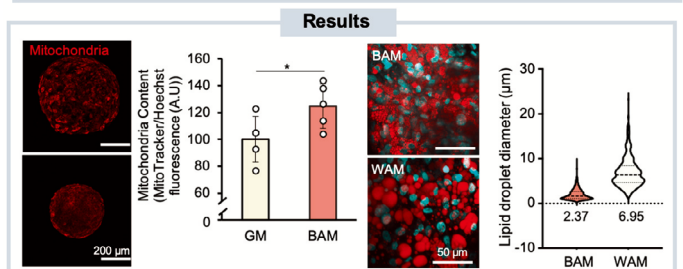 Results
Mitochondria
200 µm
Mitochondria Content
(MitoTracker/Hoechst
fluorescence (A.U))
160
140
120
100
80
60
0
*
GM
BAM
BAM
WAM
50 µm
Lipid droplet diameter (µm)
30
20
10
0
2.37
6.95
BAM
WAM